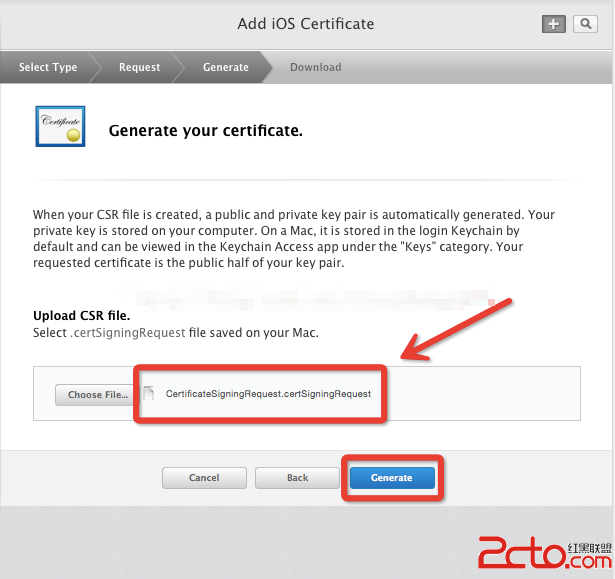 Add iOS Certificate
Select Type
Request
Generate
Download
Certificate
Generate your certificate.
When your CSR file is created, a public and private key pair is automatically generated. Your
private key is stored on your computer. On a Mac, it is stored in the login Keychain by
default and can be viewed in the Keychain Access app under the "Keys" category. Your
requested certificate is the public half of your key pair.
Upload CSR file.
Select .certSigningRequest file saved on your Mac.
Choose File...
CertificateSigningRequest.certSigningRequest
Cancel
Back
Generate
2cto.com
红黑联盟